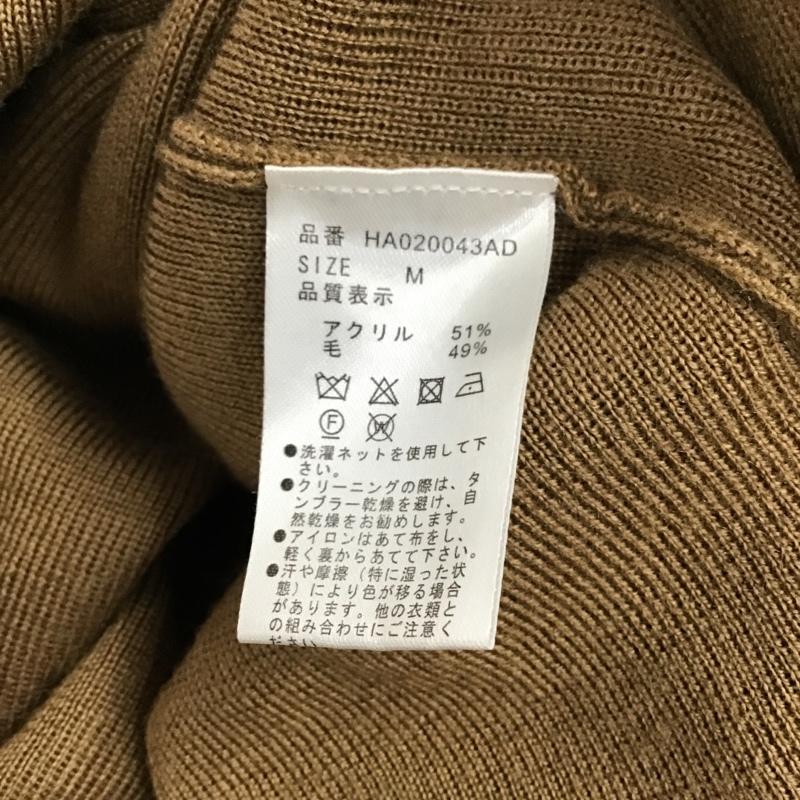 品番 HA020043AD
SIZE M
品質表示
アクリル 51%
毛 49%
F W
●洗濯ネットを使用して下
さい。
●クリーニングの際は、タ
ンブラー乾燥を避け、自
然乾燥をお勧めします。
●アイロンはあて布をし、
軽く裏からあてて下さい。
●汗や摩擦(特に湿った状
態)により色が移る場合
があります。他の衣類と
の組み合わせにご注意く
ださい